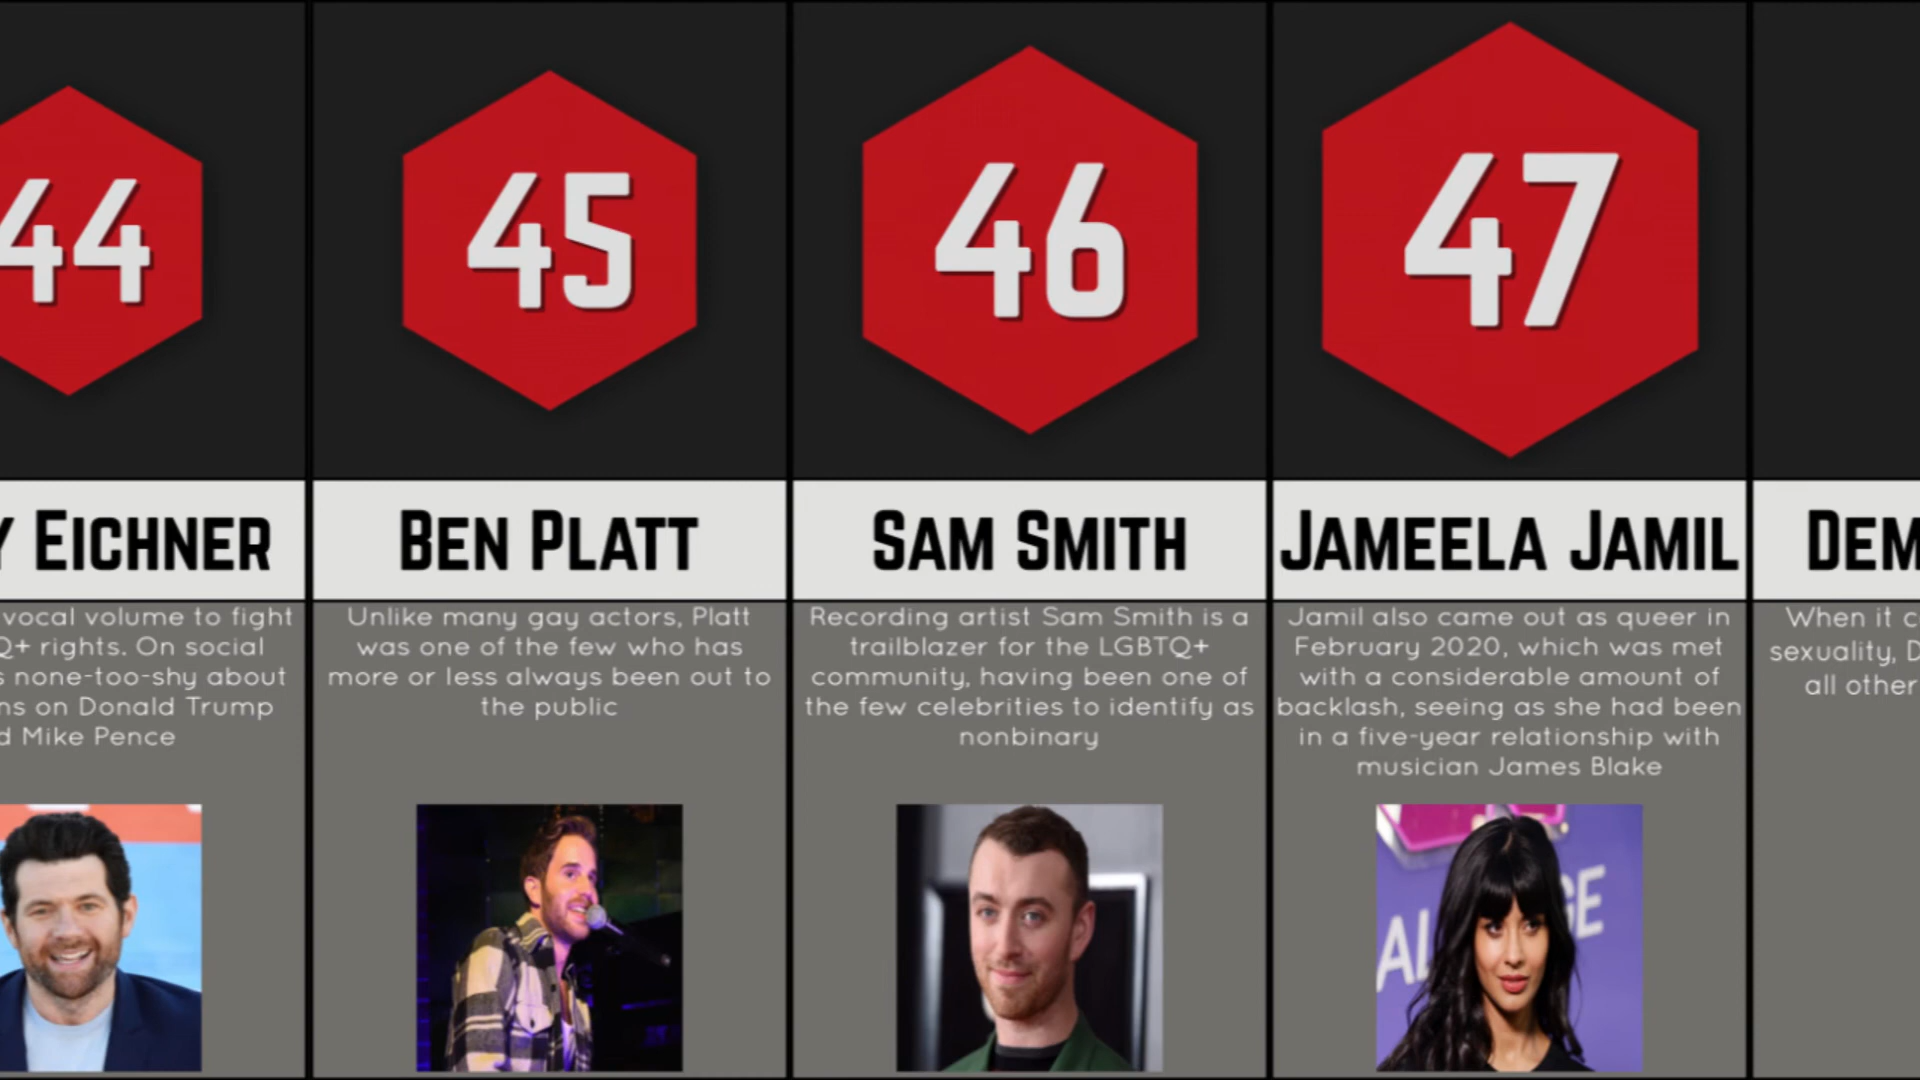 44
45
46
47
Y EICHNER
BEN PLATT
SAM SMITH
JAMEELA JAMIL
DEM
vocal volume to fight
Q+ rights. On social
s none-too-shy about
ns on Donald Trump
d Mike Pence
Unlike many gay actors, Platt
was one of the few who has
more or less always been out to
the public
Recording artist Sam Smith is a
trailblazer for the LGBTQ+
community, having been one of
the few celebrities to identify as
nonbinary
Jamil also came out as queer in
February 2020, which was met
with a considerable amount of
backlash, seeing as she had been
in a five-year relationship with
musician James Blake
When it c
sexuality, D
all other
AL GE